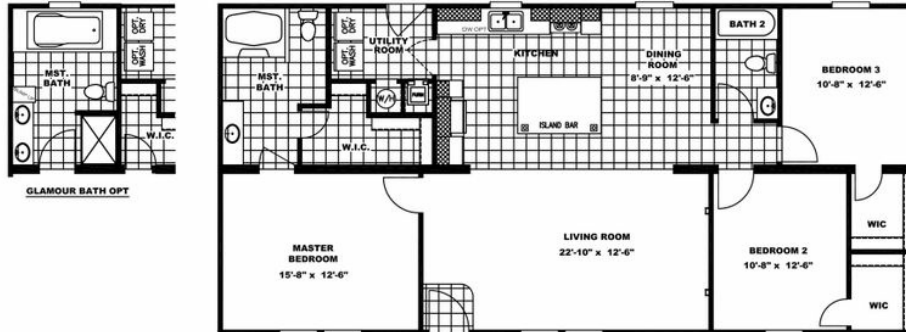 OPT.
DRY
OPT.
WASH
MST.
BATH
W.I.C.
GLAMOUR BATH OPT
OPT.
DRY
OPT.
WASH
UTILITY
ROOM
MST.
BATH
W/H
FURN
W.I.C.
DW OPT
KITCHEN
DINING
ROOM
8'-9" x 12'-6"
ISLAND BAR
BATH 2
BEDROOM 3
10'-8" x 12'-6"
MASTER
BEDROOM
15'-8" x 12'-6"
LIVING ROOM
22'-10" x 12'-6"
BEDROOM 2
10'-8" x 12'-6"
WIC
WIC